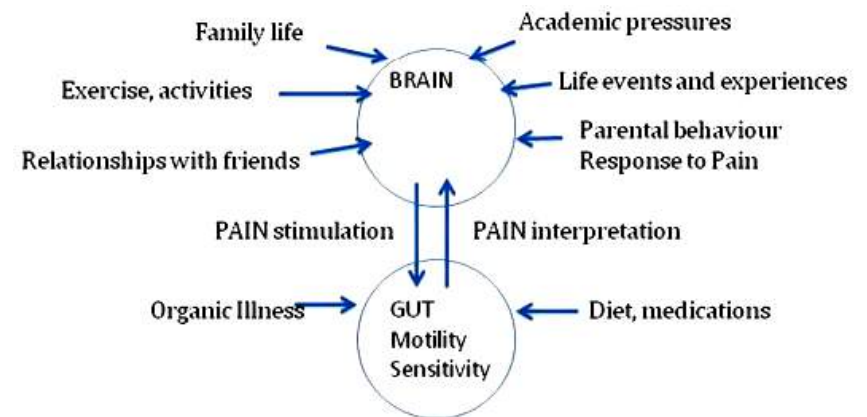 Family life
Academic pressures
BRAIN
Exercise, activities
Life events and experiences
Relationships with friends
Parental behaviour
Response to Pain
PAIN stimulation
PAIN interpretation
Organic Illness
GUT
Motility
Sensitivity
Diet, medications